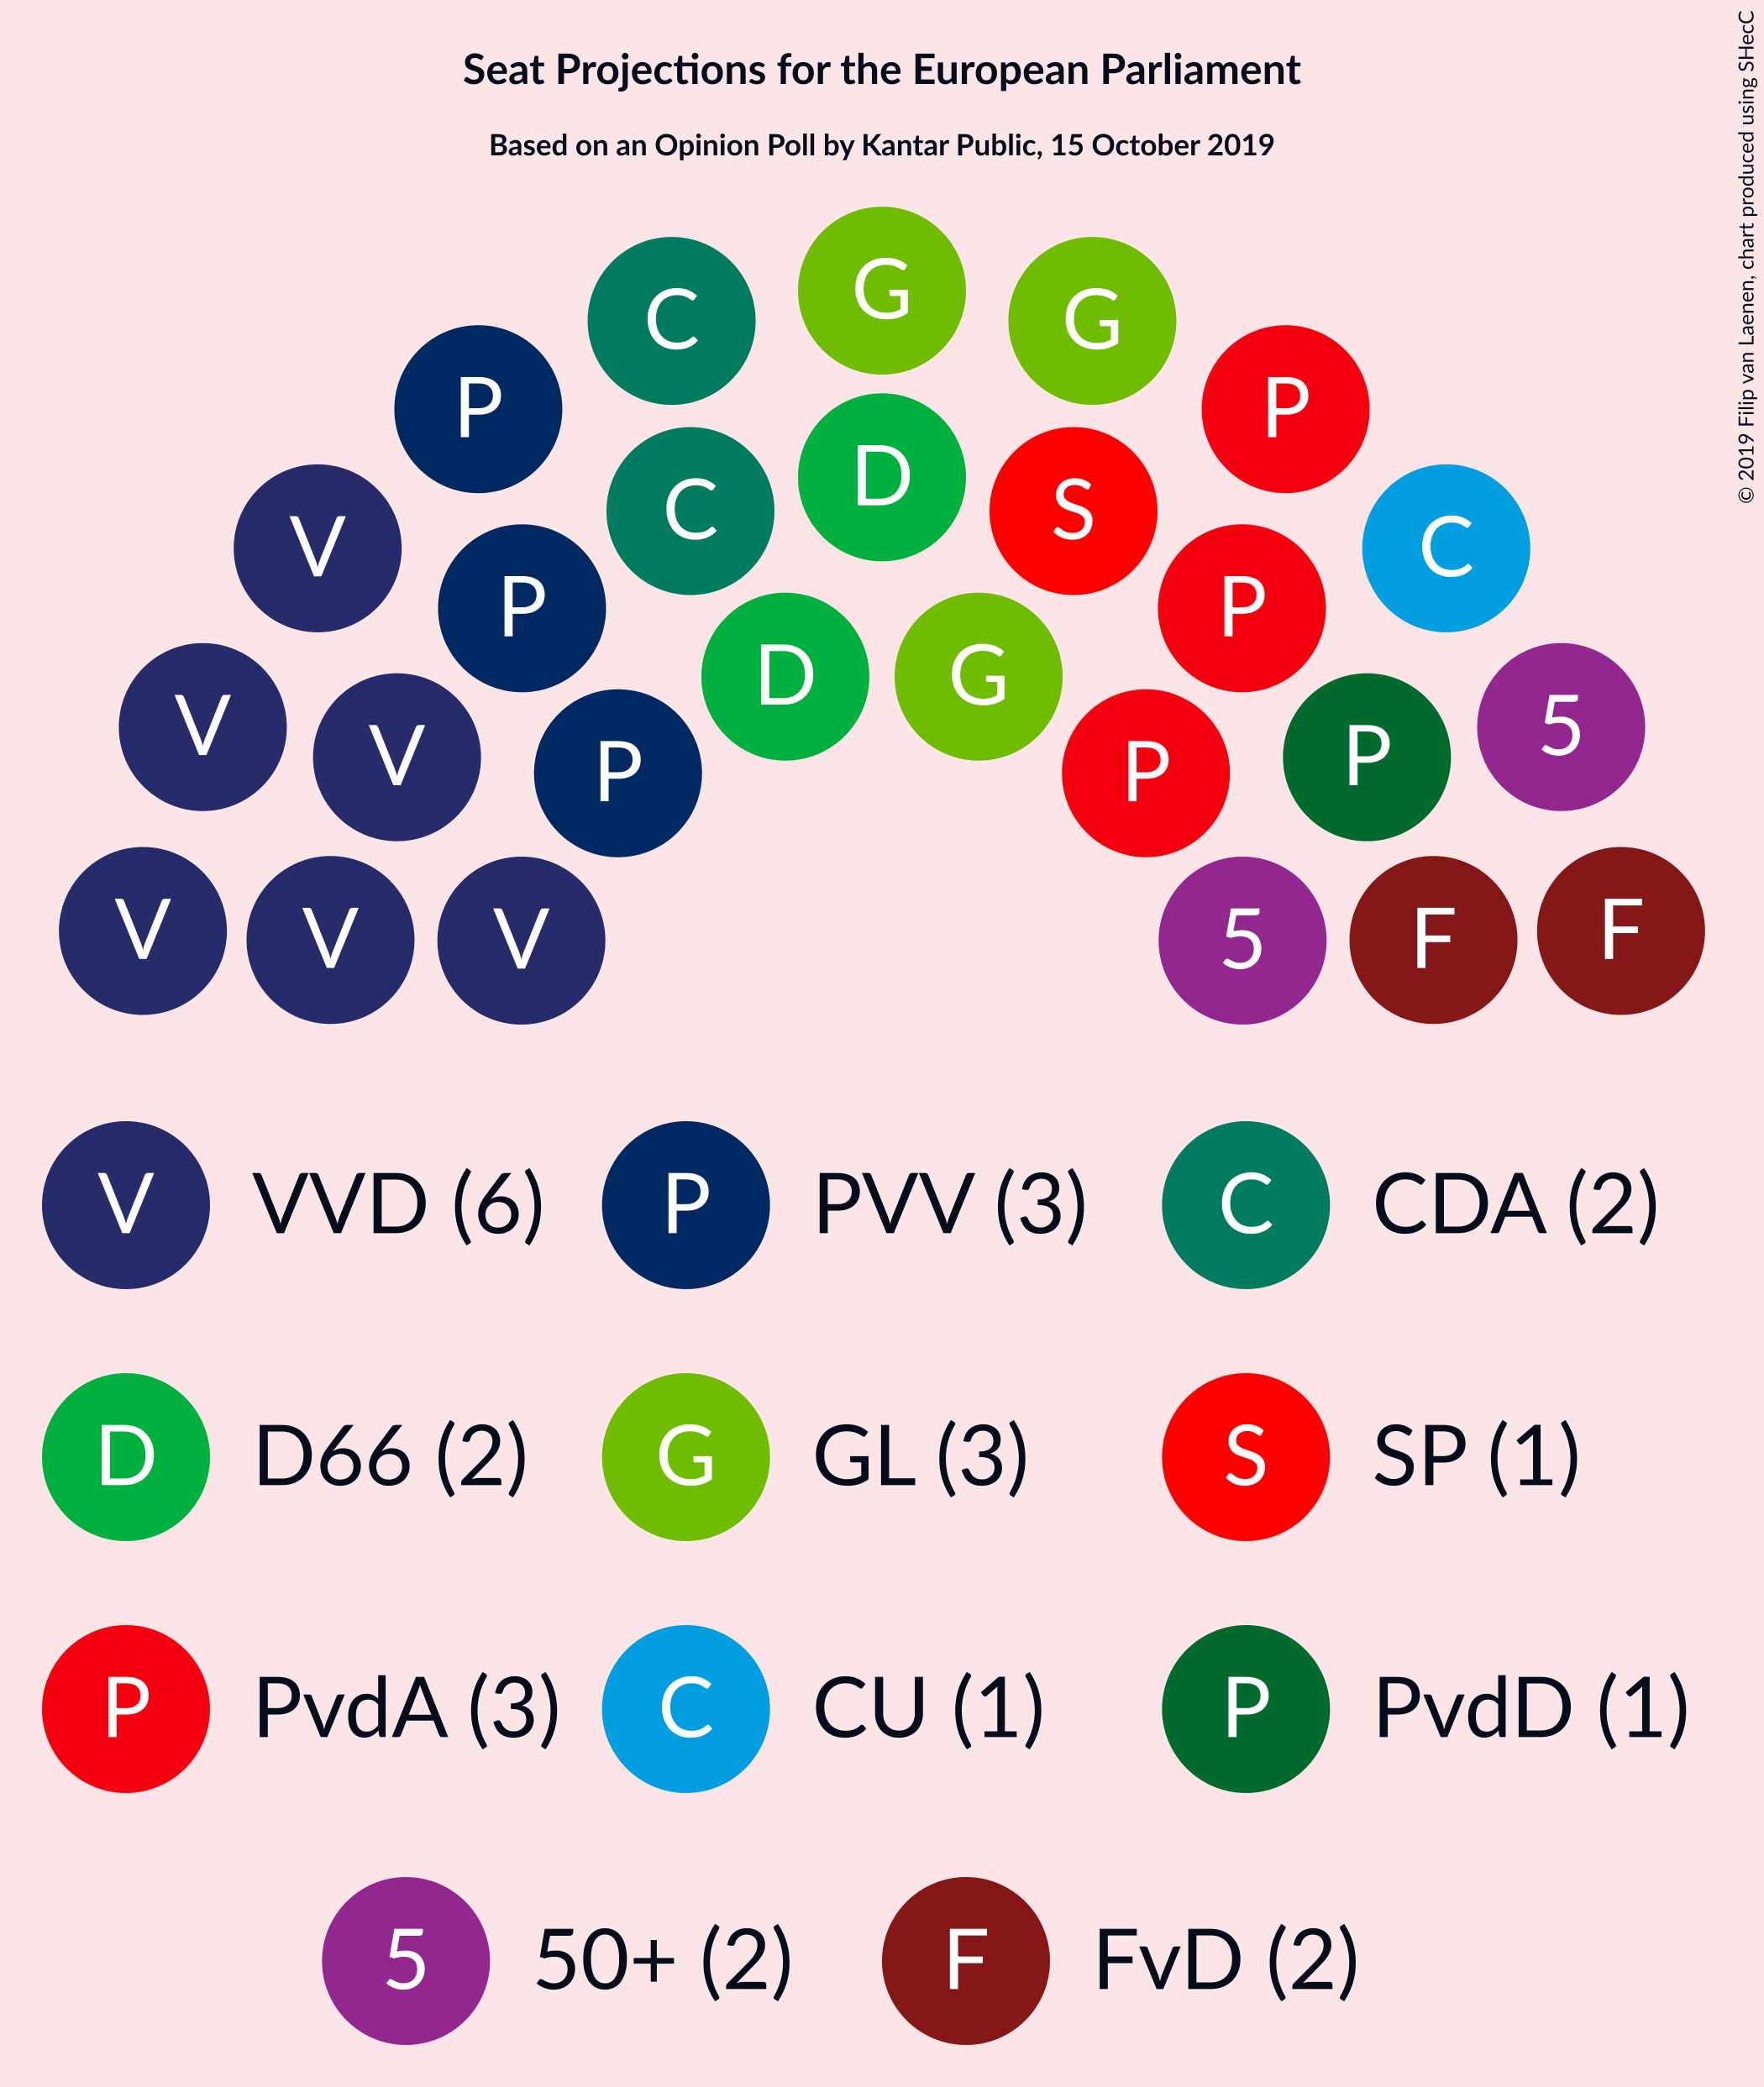 Seat Projections for the European Parliament
Based on an Opinion Poll by Kantar Public, 15 October 2019
© 2019 Filip van Laenen, chart produced using SHecC
G
C G
P P
D
C S
V C
P P
D G
V 5
V P
P P
V F
V V 5 F
V VVD (6) P PVV (3) C CDA (2)
D D66 (2) G GL (3) S SP (1)
P PvdA (3) C CU (1) P PvdD (1)
5 50+ (2) F FvD (2)